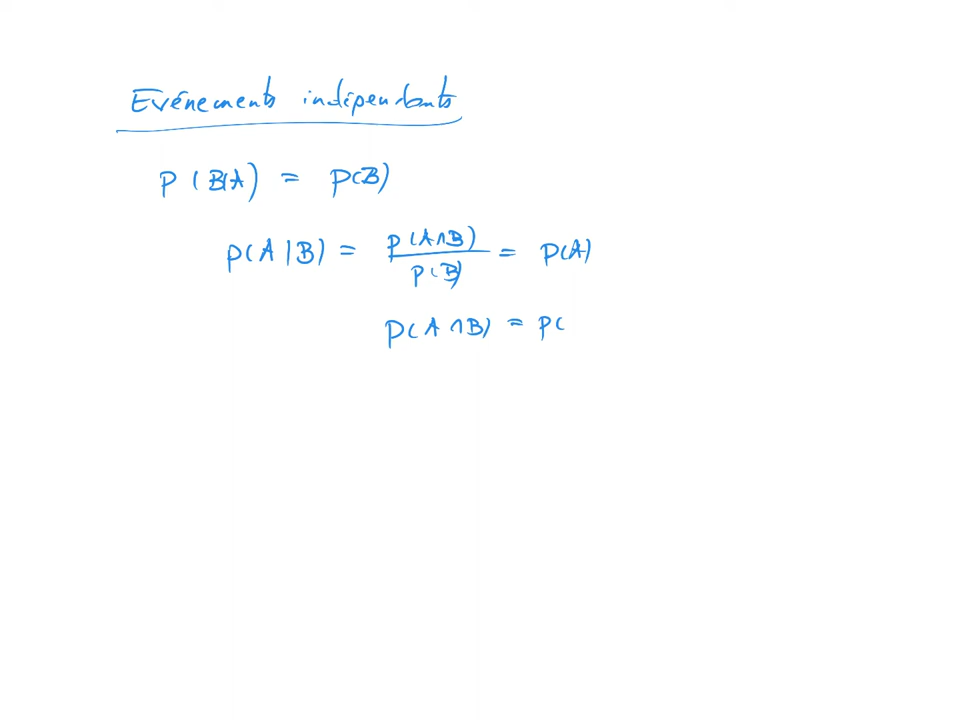 Evénements indépendants
P(B|A) = P(B)
P(A|B) = P(A∩B)/P(B) = P(A)
P(A∩B) = P(